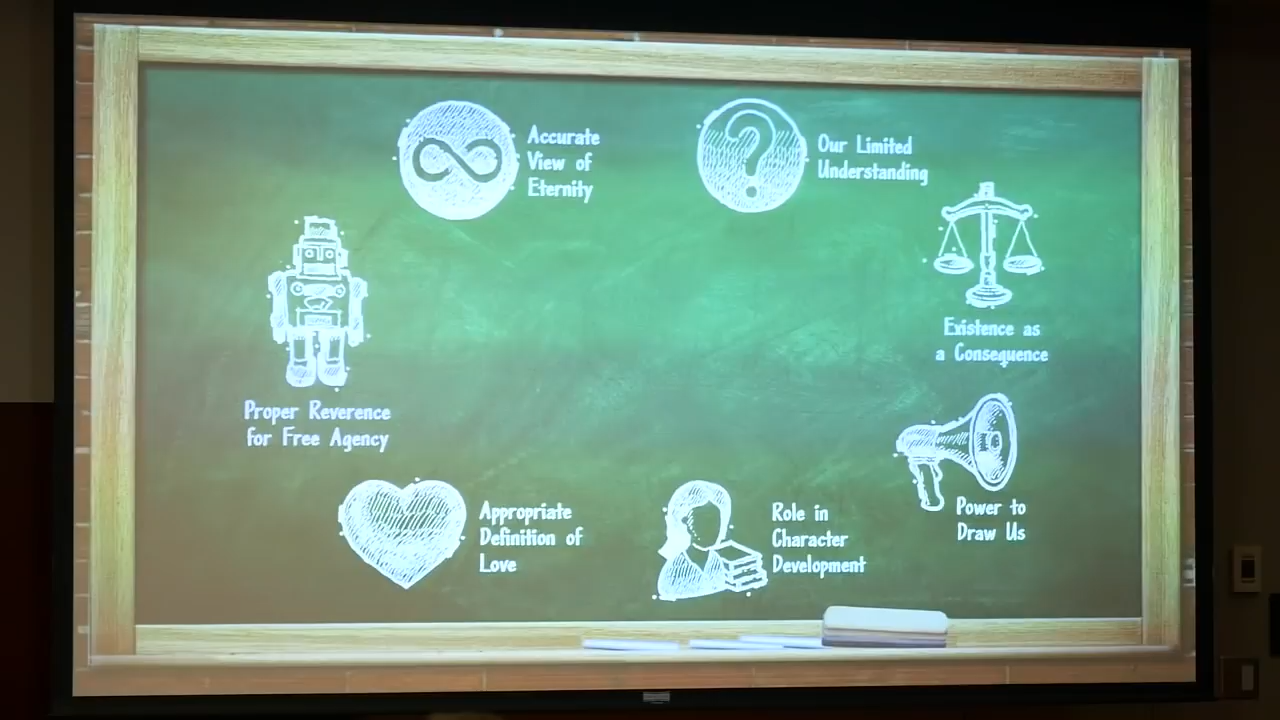 Accurate
View of
Eternity
Our Limited
Understanding
Existence as
a Consequence
Power to
Draw Us
Role in
Character
Development
Appropriate
Definition of
Love
Proper Reverence
for Free Agency